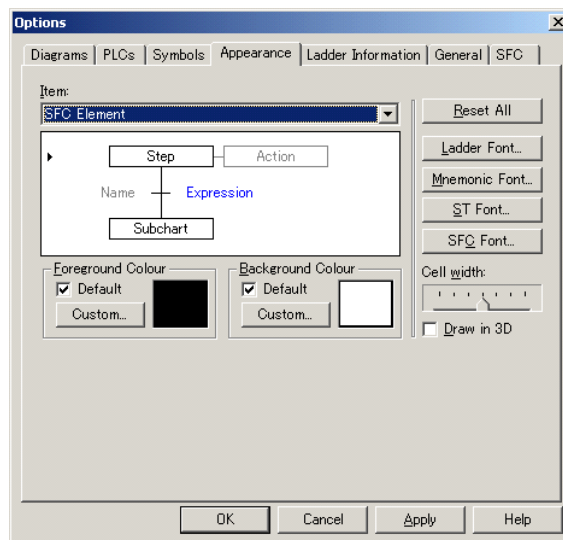 Options
Diagrams PLCs Symbols Appearance Ladder Information General SFC
Item:
SFC Element
Reset All
Step Action
Ladder Font...
Name Expression
Mnemonic Font...
Subchart
ST Font...
SFC Font...
Foreground Colour Background Colour
Cell width:
Default Default
Custom... Custom...
Draw in 3D
OK Cancel Apply Help